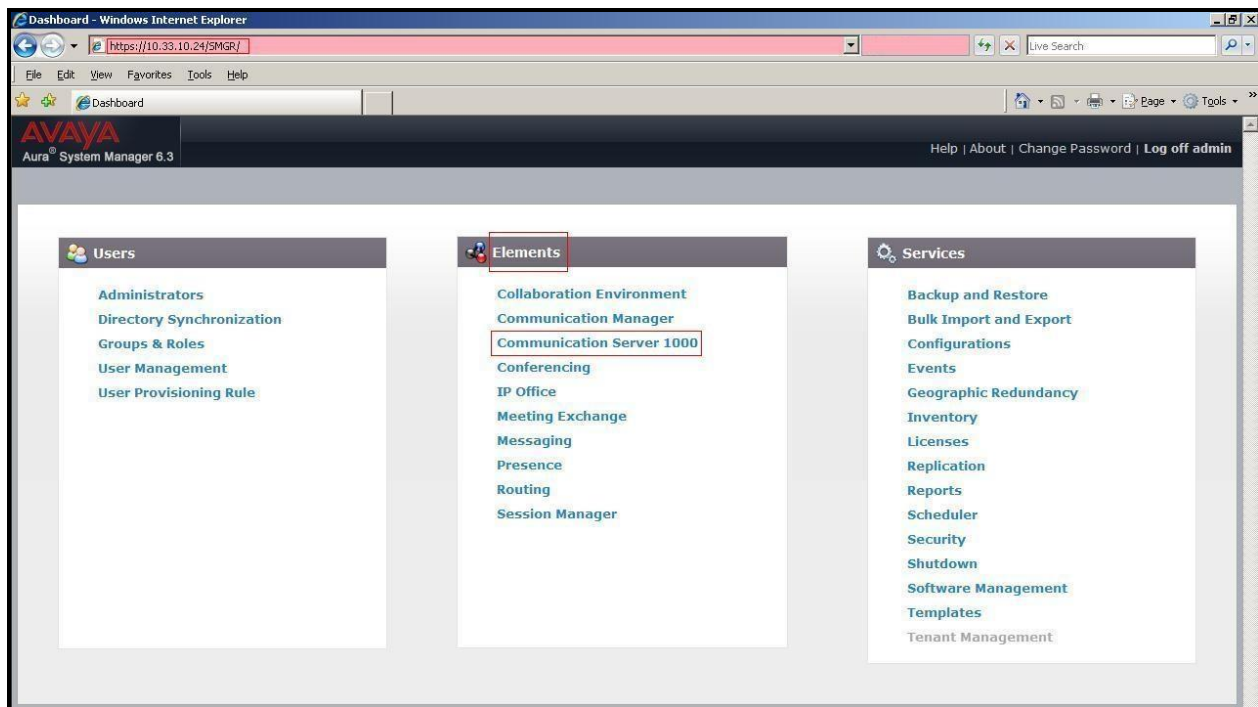 Dashboard - Windows Internet Explorer
https://10.33.10.24/SMGR/
Live Search
File Edit View Favorites Tools Help
Dashboard
Page Tools
AVAYA
Aura® System Manager 6.3
Help | About | Change Password | Log off admin
Users
Administrators
Directory Synchronization
Groups & Roles
User Management
User Provisioning Rule
Elements
Collaboration Environment
Communication Manager
Communication Server 1000
Conferencing
IP Office
Meeting Exchange
Messaging
Presence
Routing
Session Manager
Services
Backup and Restore
Bulk Import and Export
Configurations
Events
Geographic Redundancy
Inventory
Licenses
Replication
Reports
Scheduler
Security
Shutdown
Software Management
Templates
Tenant Management